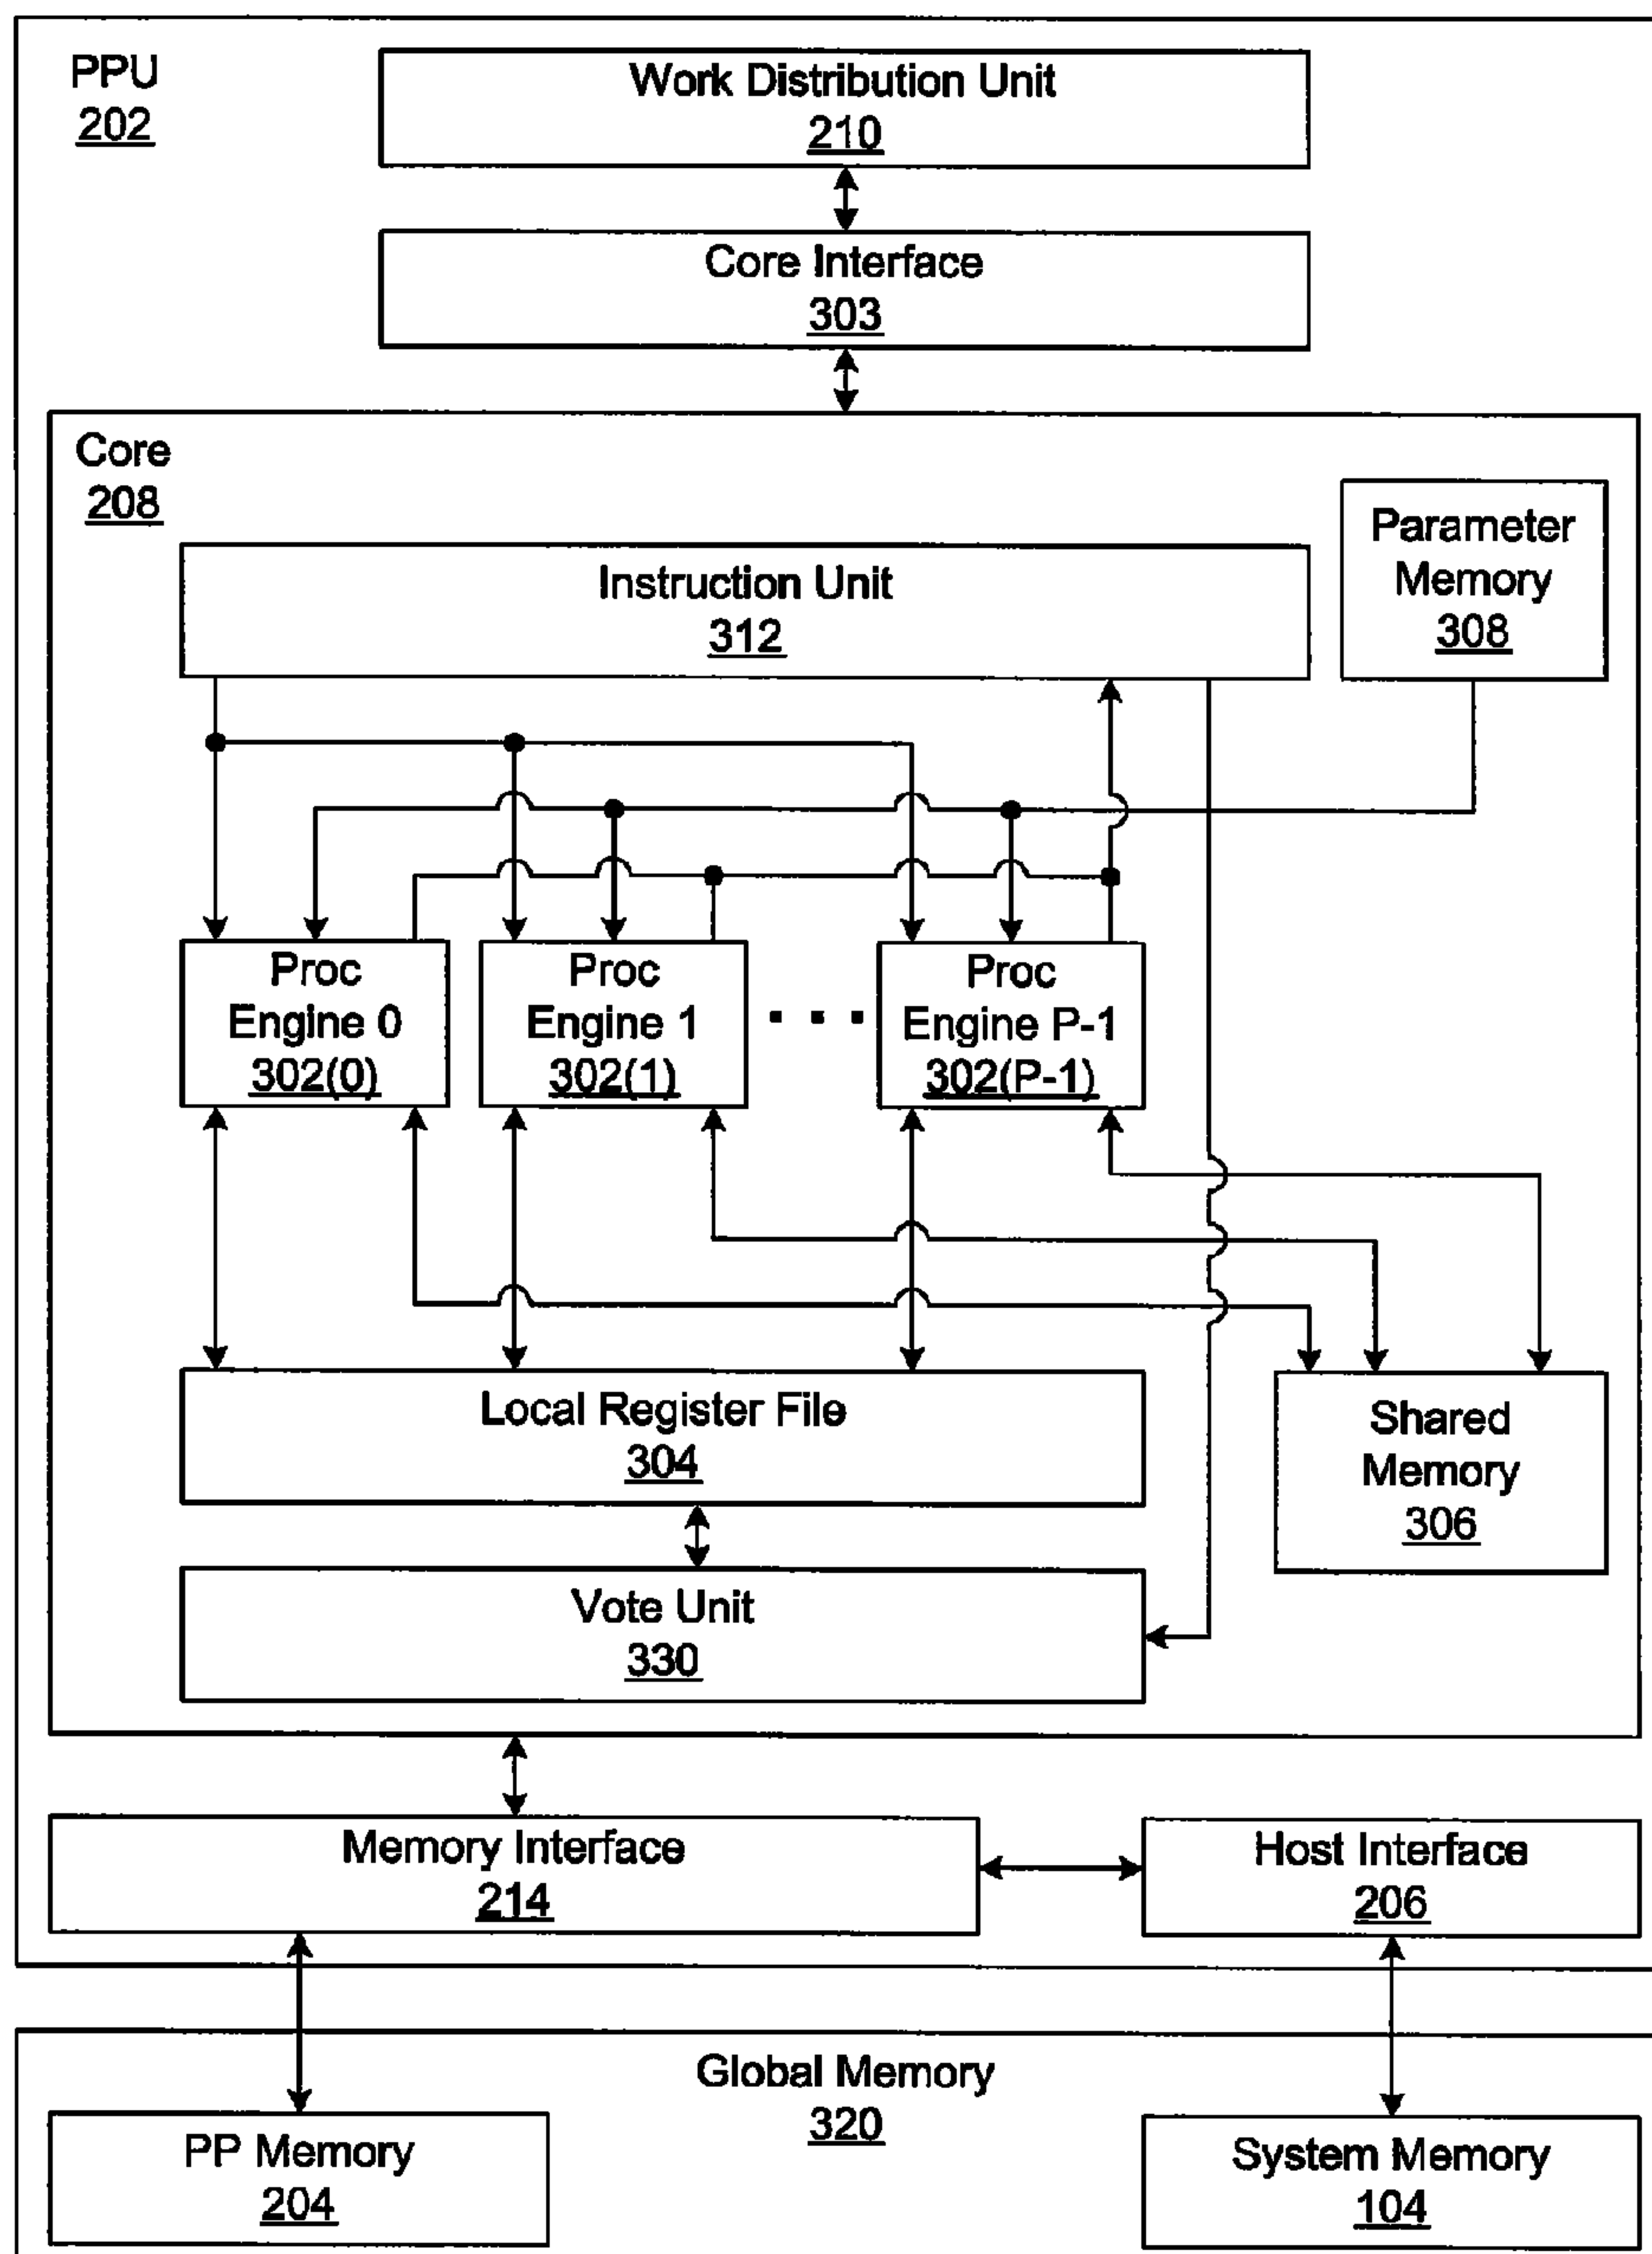 PPU
202
Work Distribution Unit
210
Core Interface
303
Core
208
Parameter
Memory
308
Instruction Unit
312
Proc
Engine 0
302(0)
Proc
Engine 1
302(1)
Proc
Engine P-1
302(P-1)
Local Register File
304
Shared
Memory
306
Vote Unit
330
Memory Interface
214
Host Interface
206
Global Memory
320
PP Memory
204
System Memory
104